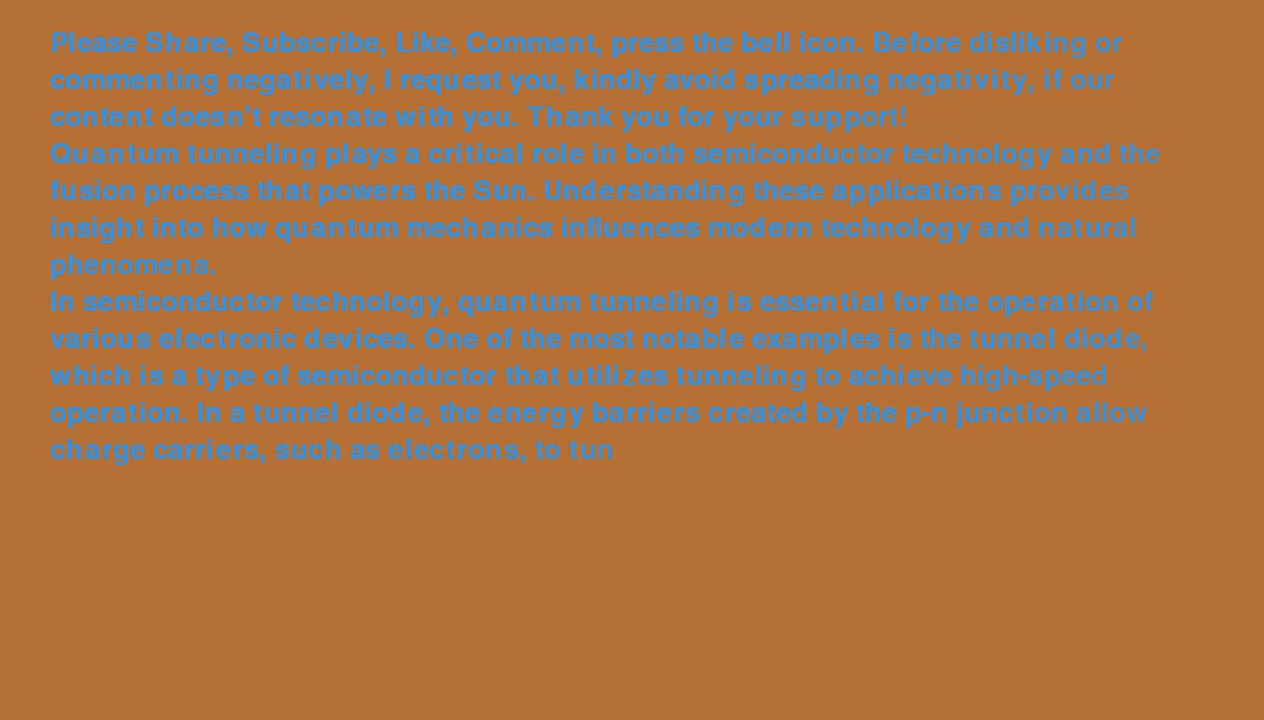 Please Share, Subscribe, Like, Comment, press the bell icon. Before disliking or
commenting negatively, I request you, kindly avoid spreading negativity, if our
content doesn't resonate with you. Thank you for your support!
Quantum tunneling plays a critical role in both semiconductor technology and the
fusion process that powers the Sun. Understanding these applications provides
insight into how quantum mechanics influences modern technology and natural
phenomena.
In semiconductor technology, quantum tunneling is essential for the operation of
various electronic devices. One of the most notable examples is the tunnel diode,
which is a type of semiconductor that utilizes tunneling to achieve high-speed
operation. In a tunnel diode, the energy barriers created by the p-n junction allow
charge carriers, such as electrons, to tun